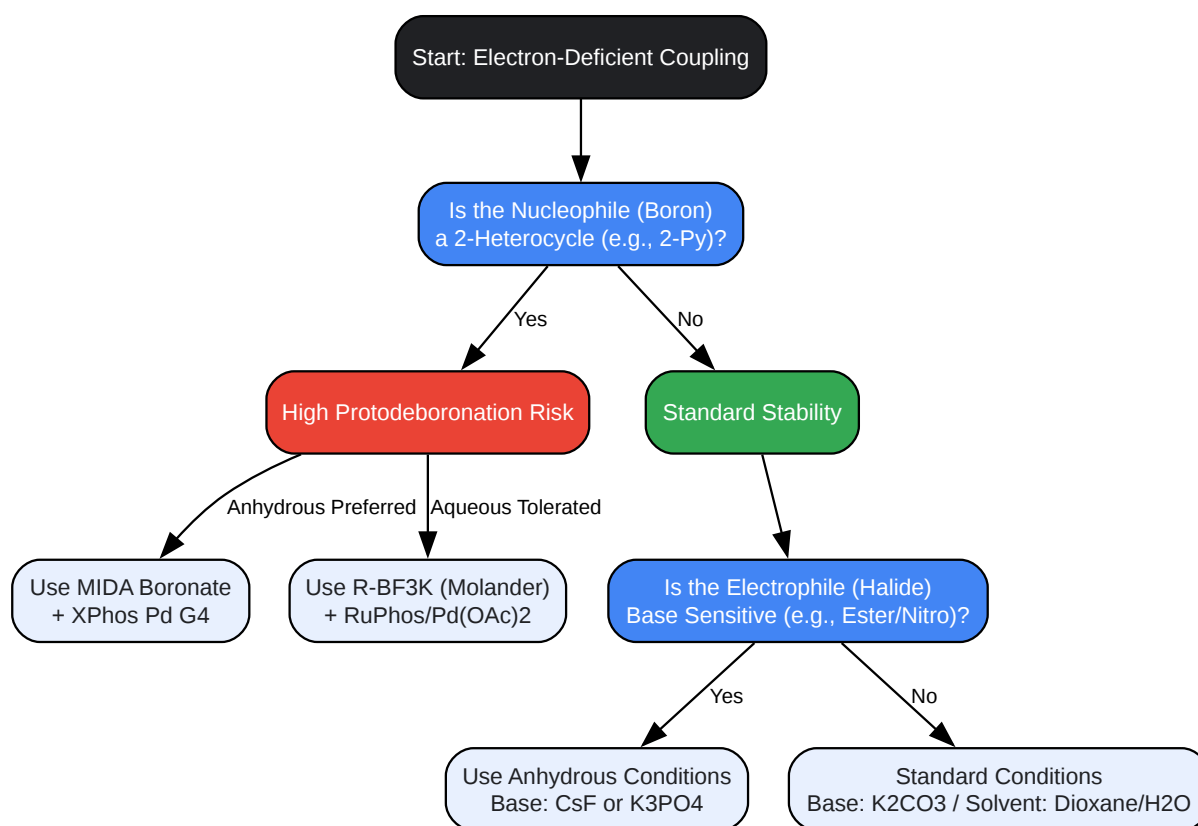 Start: Electron-Deficient Coupling
Is the Nucleophile (Boron)
a 2-Heterocycle (e.g., 2-Py)?
Yes
No
High Protodeboronation Risk
Standard Stability
Anhydrous Preferred
Aqueous Tolerated
Use MIDA Boronate
+ XPhos Pd G4
Use R-BF3K (Molander)
+ RuPhos/Pd(OAc)2
Is the Electrophile (Halide)
Base Sensitive (e.g., Ester/Nitro)?
Yes
No
Use Anhydrous Conditions
Base: CsF or K3PO4
Standard Conditions
Base: K2CO3 / Solvent: Dioxane/H2O